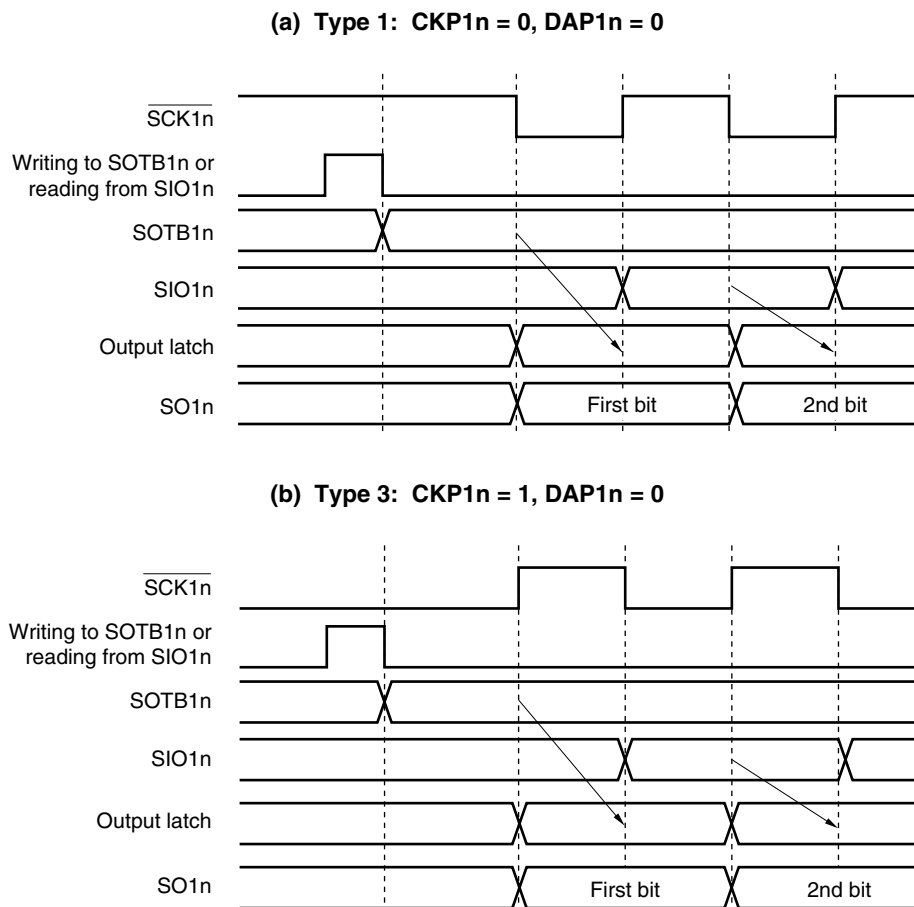 (a) Type 1: CKP1n = 0, DAP1n = 0
SCK1n
Writing to SOTB1n or
reading from SIO1n
SOTB1n
SIO1n
Output latch
SO1n
First bit
2nd bit
(b) Type 3: CKP1n = 1, DAP1n = 0
SCK1n
Writing to SOTB1n or
reading from SIO1n
SOTB1n
SIO1n
Output latch
SO1n
First bit
2nd bit